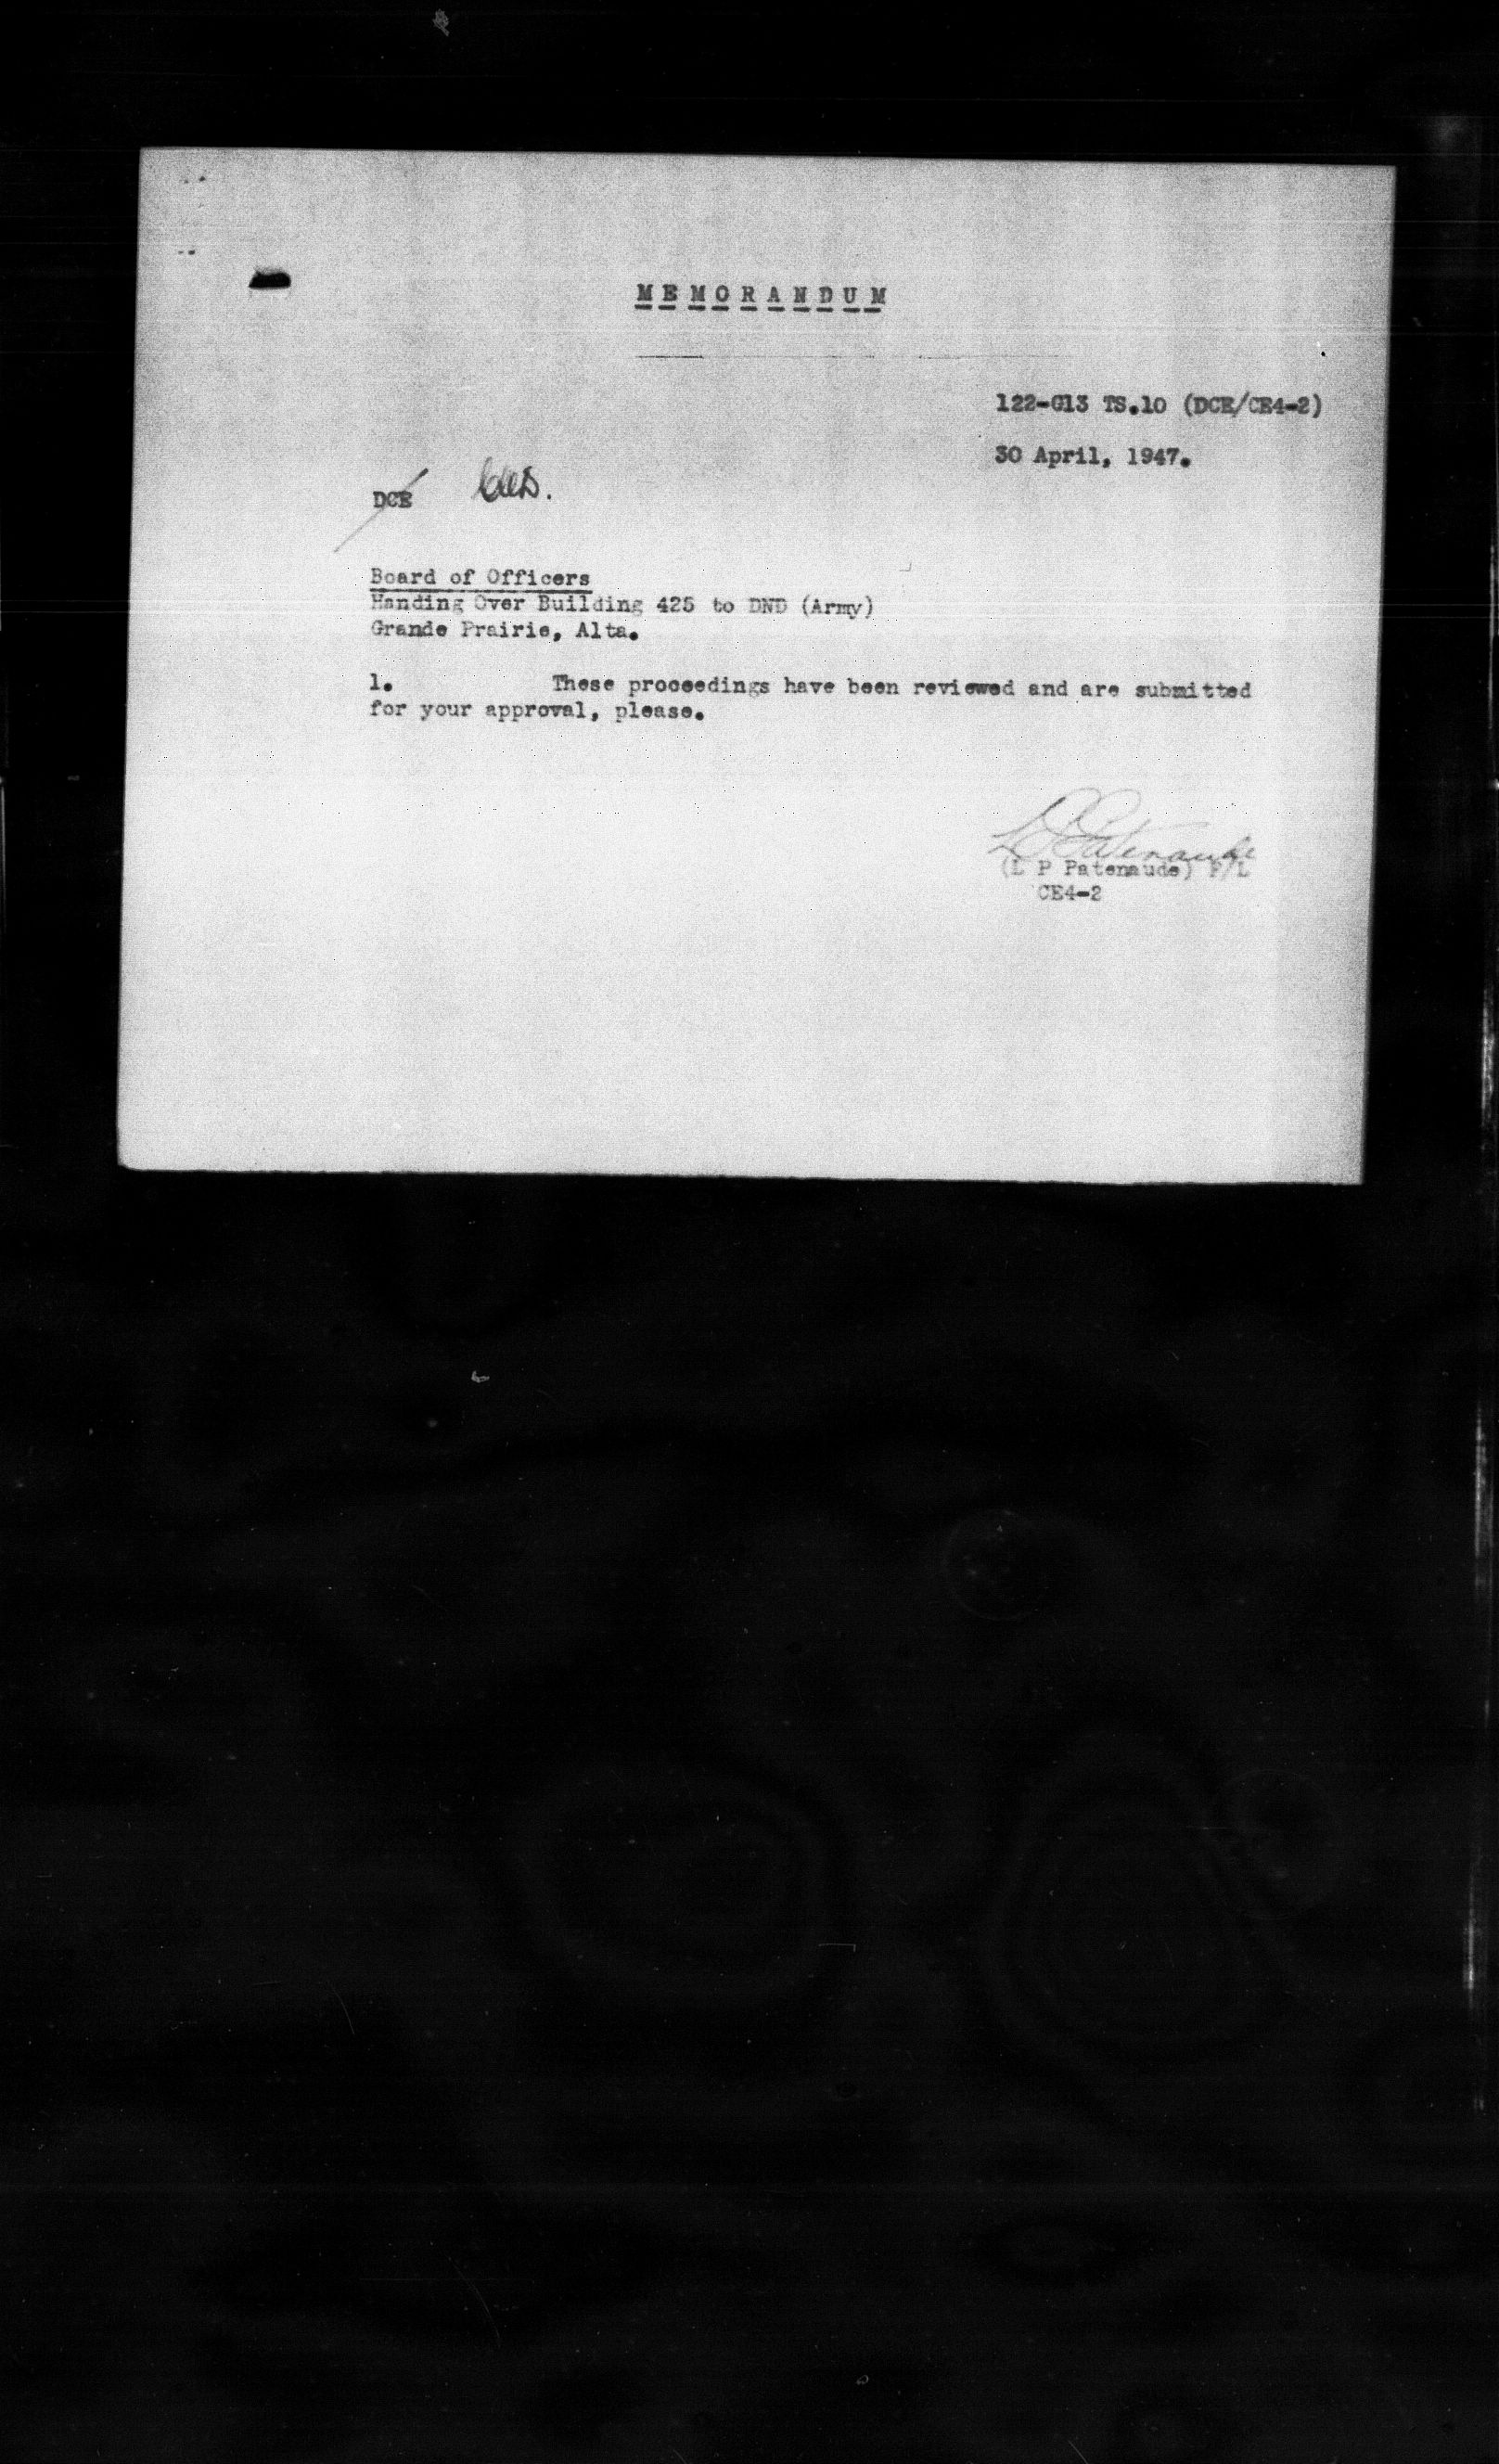 MEMORANDUM
122-G13 TS.10 (DCE/CE4-2)
30 April, 1947.
DCE
Board of Officers
Handing Over Building 425 to DND (Army)
Grande Prairie, Alta.
1. These proceedings have been reviewed and are submitted
for your approval, please.
L P Patenaude
(L P Patenaude) F/L
CE4-2